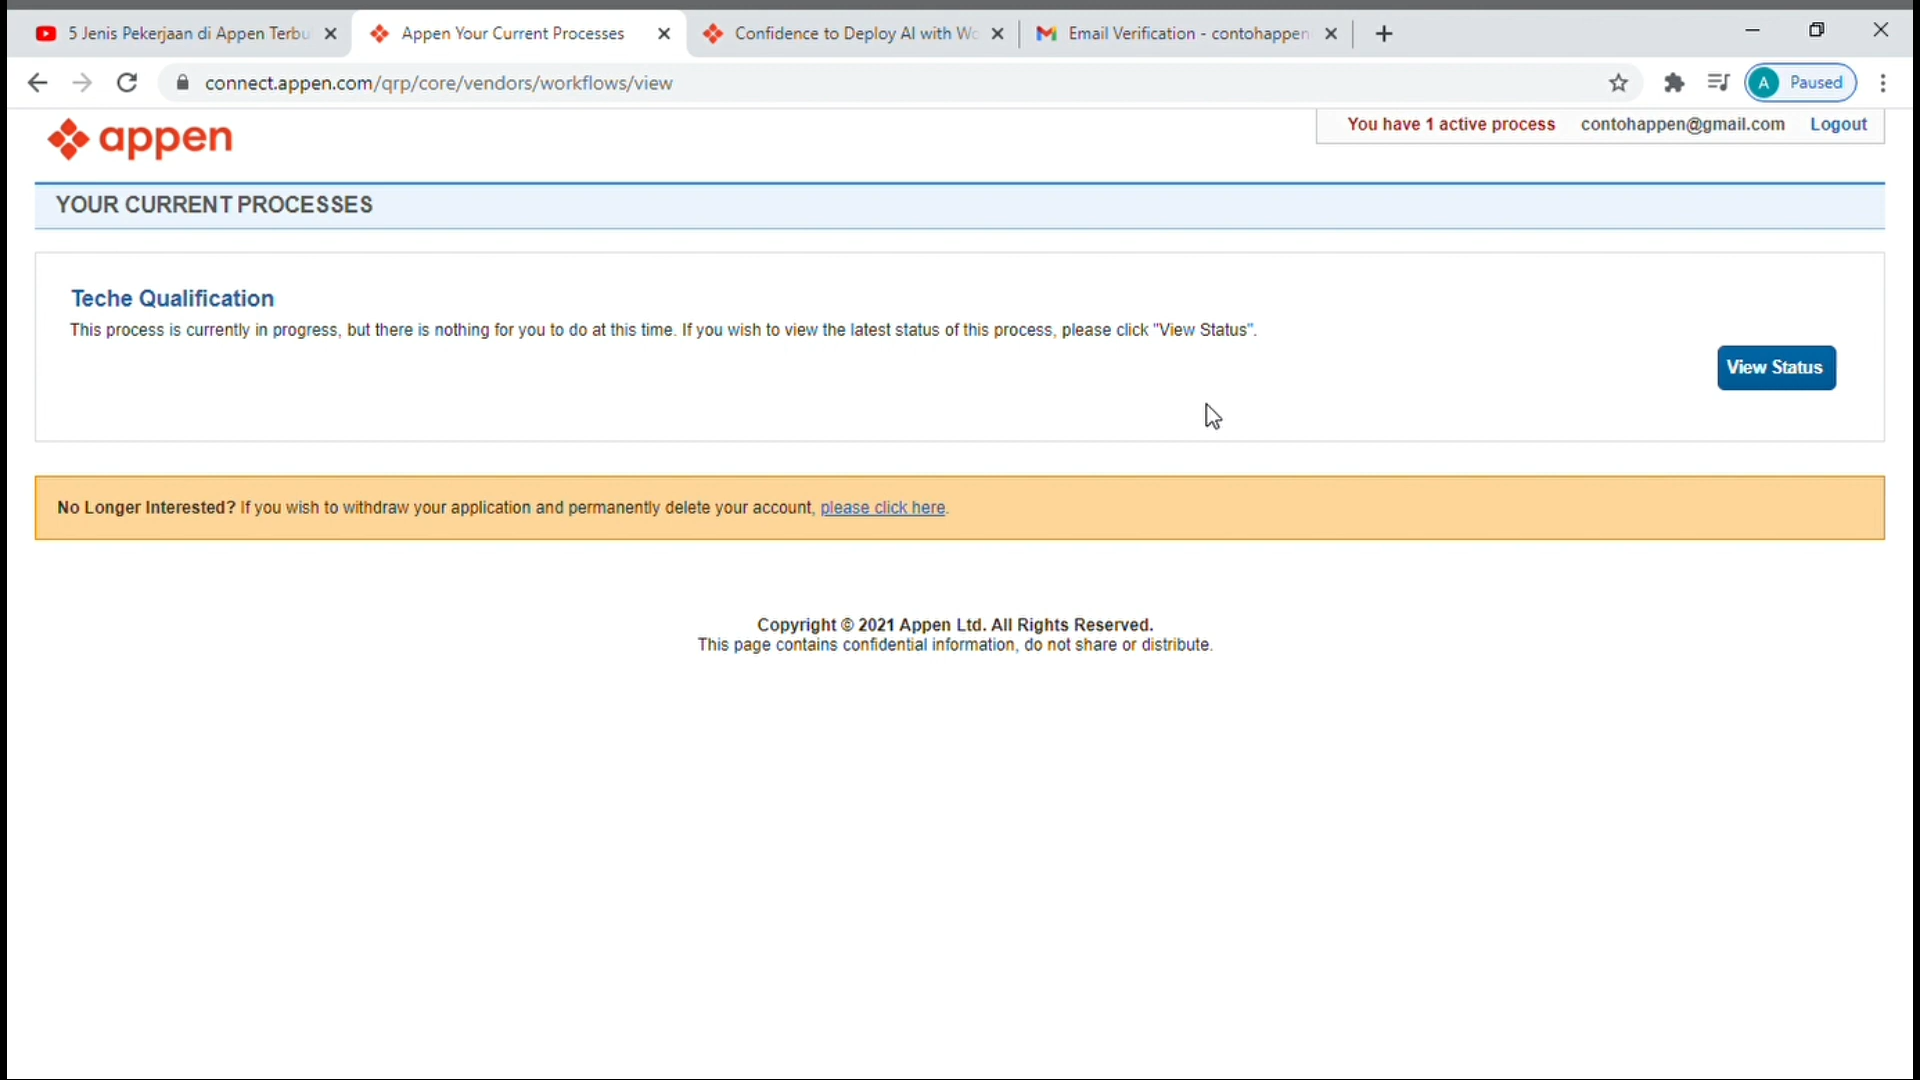 5 Jenis Pekerjaan di Appen Terbu
Appen Your Current Processes
Confidence to Deploy AI with Wo
Email Verification - contohappen
connect.appen.com/qrp/core/vendors/workflows/view
A Paused
appen
You have 1 active process contohappen@gmail.com Logout
YOUR CURRENT PROCESSES
Teche Qualification
This process is currently in progress, but there is nothing for you to do at this time. If you wish to view the latest status of this process, please click "View Status".
View Status
No Longer Interested? If you wish to withdraw your application and permanently delete your account, please click here.
Copyright © 2021 Appen Ltd. All Rights Reserved.
This page contains confidential information, do not share or distribute.